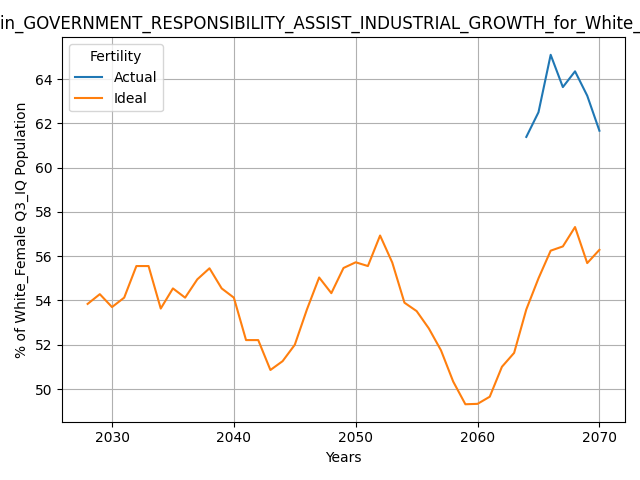 in_GOVERNMENT_RESPONSIBILITY_ASSIST_INDUSTRIAL_GROWTH_for_White_
Fertility
Actual
Ideal
% of White_Female Q3_IQ Population
64
62
60
58
56
54
52
50
2030
2040
2050
2060
2070
Years